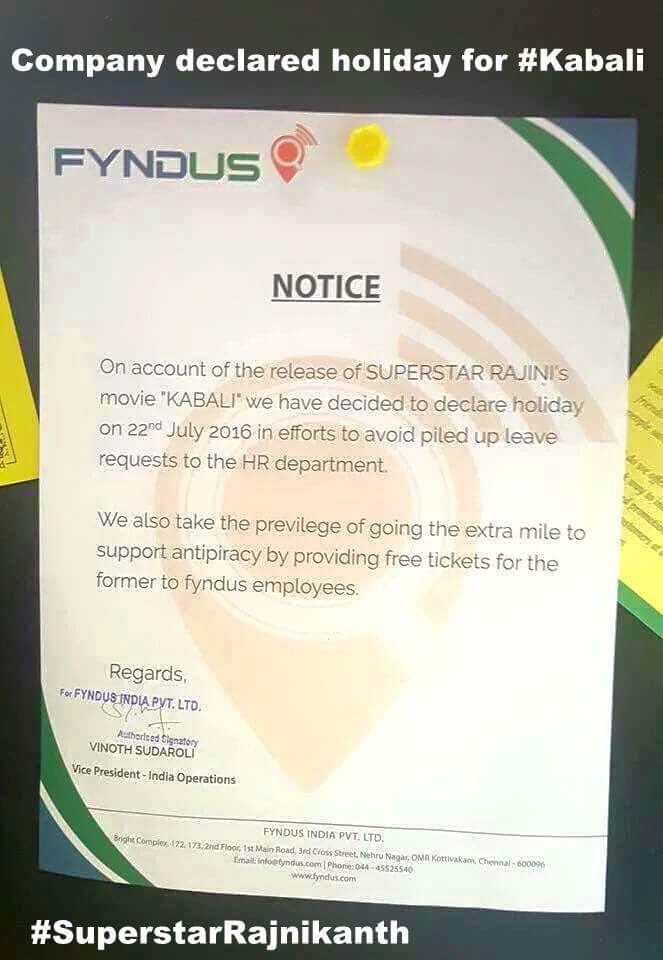 Company declared holiday for #Kabali
FYNDUS
NOTICE
On account of the release of SUPERSTAR RAJINI's
movie "KABALI" we have decided to declare holiday
on 22nd July 2016 in efforts to avoid piled up leave
requests to the HR department.
We also take the previlege of going the extra mile to
support antipiracy by providing free tickets for the
former to fyndus employees.
Regards,
For FYNDUS INDIA PVT. LTD.
Authorised Signatory
VINOTH SUDAROLI
Vice President - India Operations
FYNDUS INDIA PVT. LTD.
Bright Complex, 172, 173, 2nd Floor, 1st Main Road, 3rd Cross Street, Nehru Nagar, OMR Kottivakam, Chennai - 600096
Email: info@fyndus.com | Phone: 044 - 45525540
www.fyndus.com
#SuperstarRajnikanth